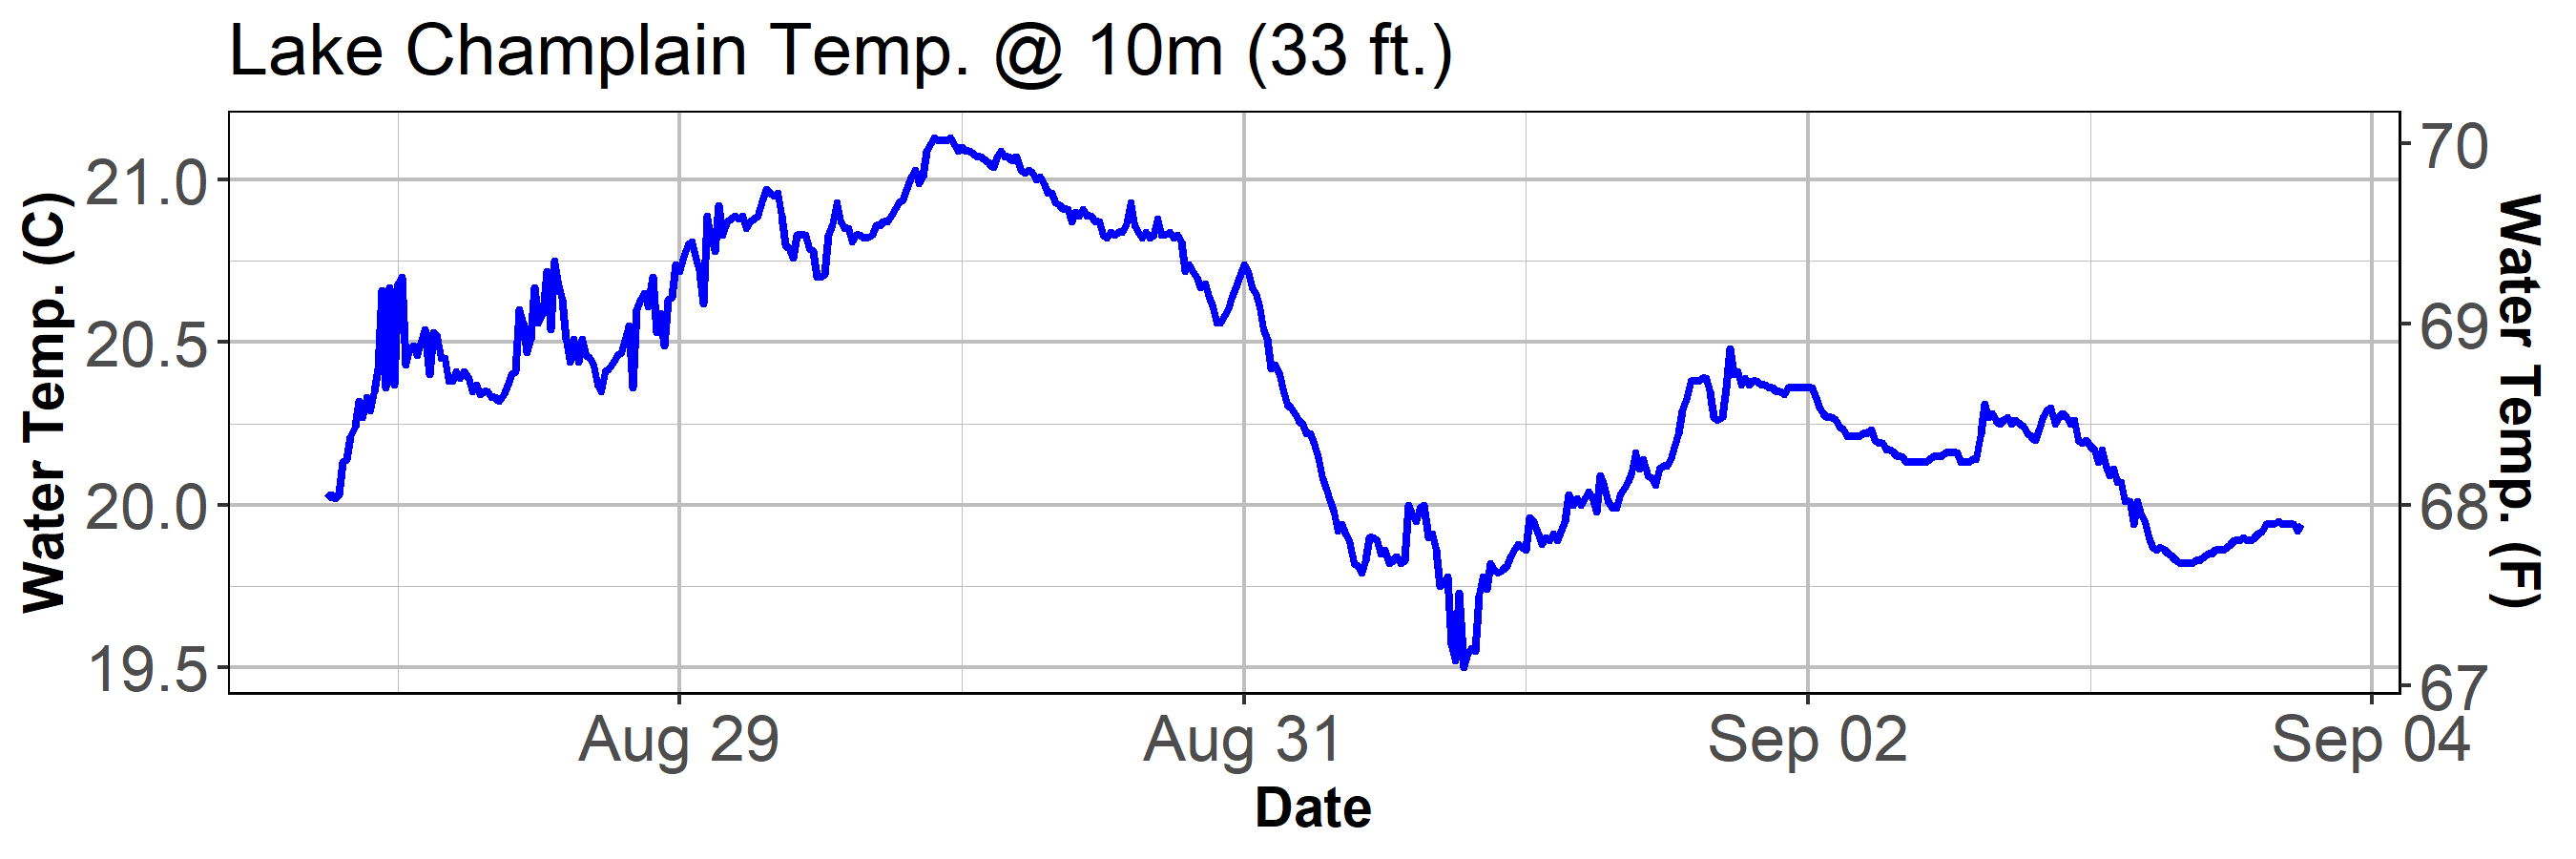 Lake Champlain Temp. @ 10m (33 ft.)
Water Temp. (C)
21.0
20.5
20.0
19.5
70
69
68
67
Water Temp. (F)
Aug 29
Aug 31
Sep 02
Sep 04
Date